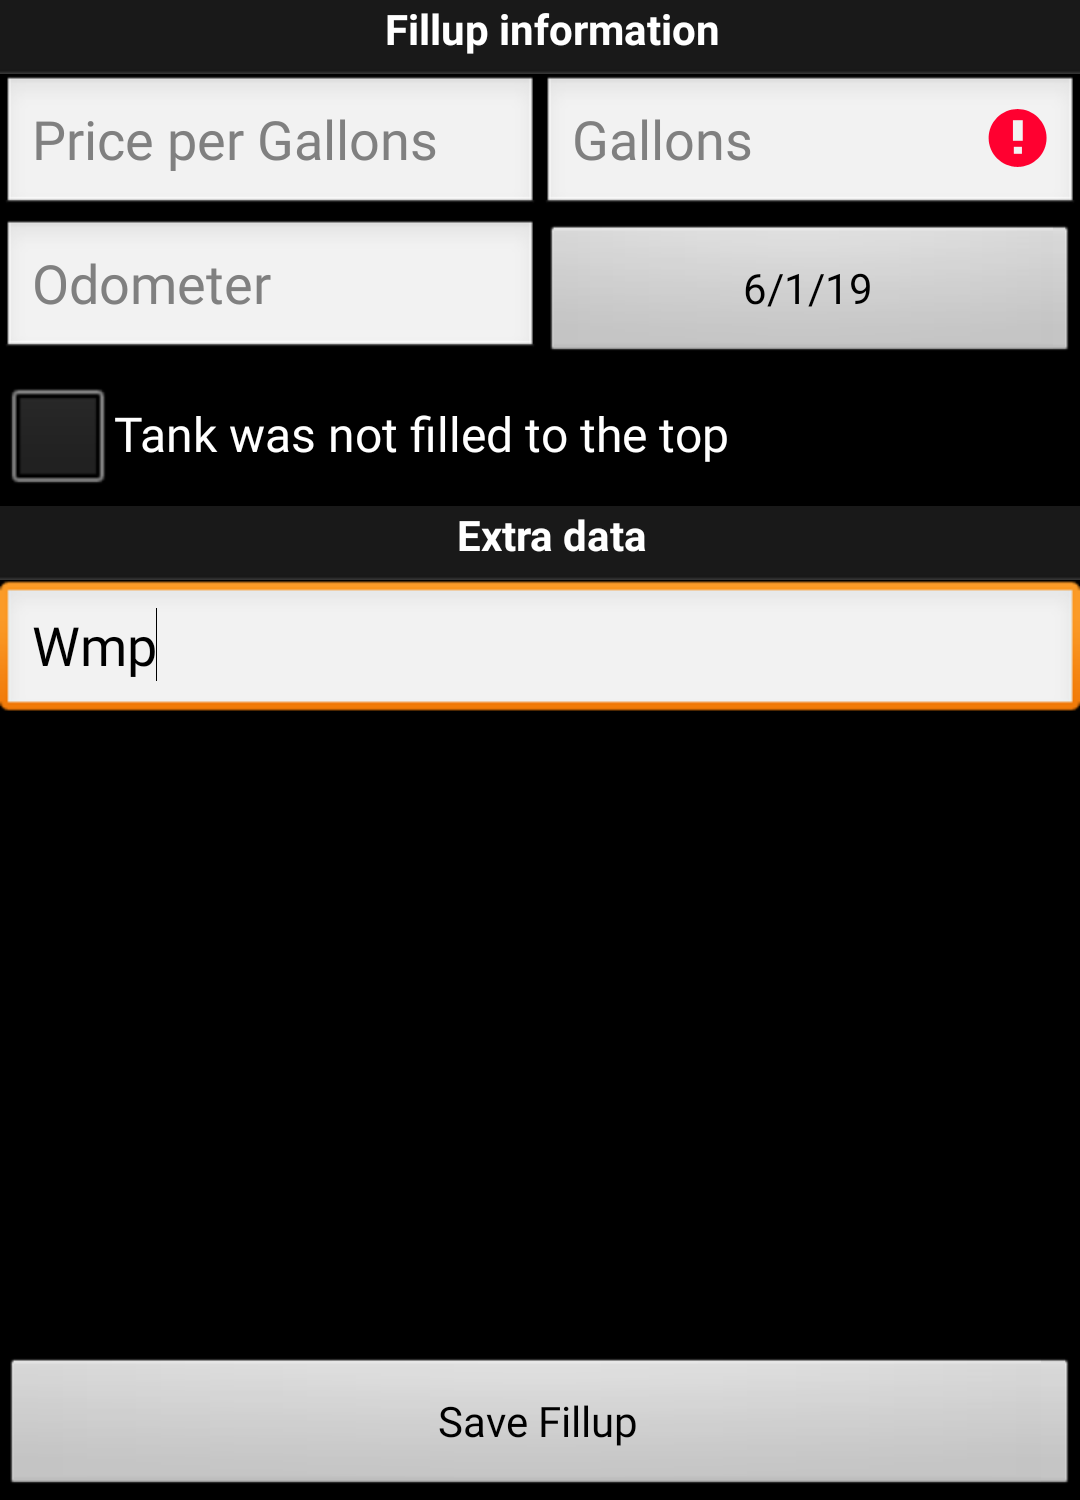 Fillup information
Price per Gallons
Gallons
Odometer
6/1/19
Tank was not filled to the top
Extra data
Wmp
Save Fillup